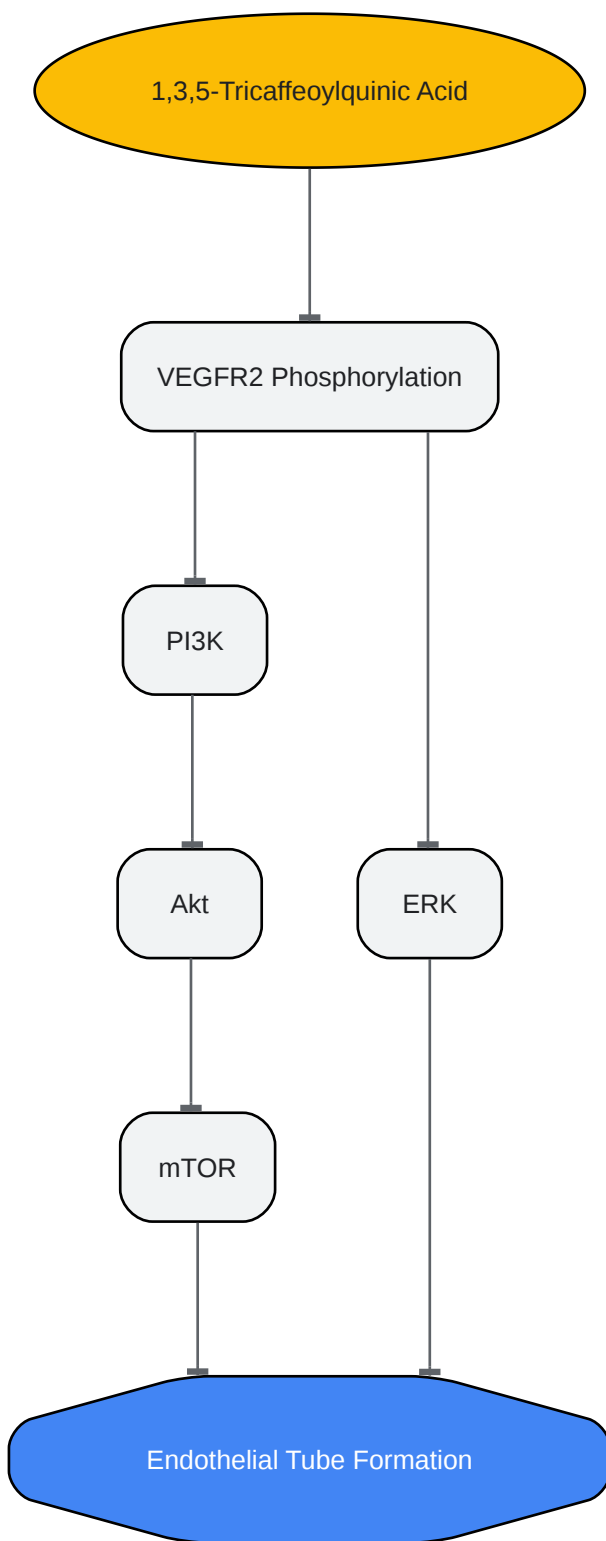 1,3,5-Tricaffeoylquinic Acid
VEGFR2 Phosphorylation
PI3K
Akt
ERK
mTOR
Endothelial Tube Formation